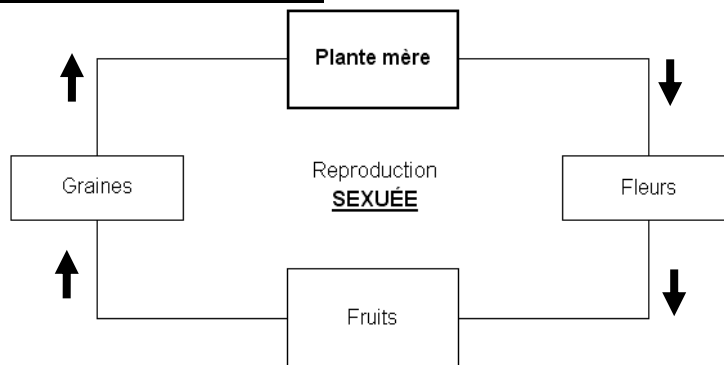 Plante mère
Reproduction
SEXUÉE
Graines
Fleurs
Fruits